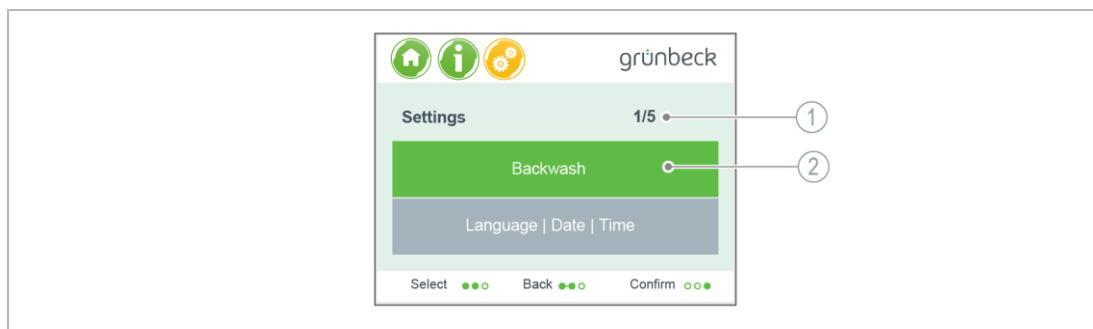 grünbeck
Settings 1/5
1
Backwash
2
Language | Date | Time
Select Back Confirm